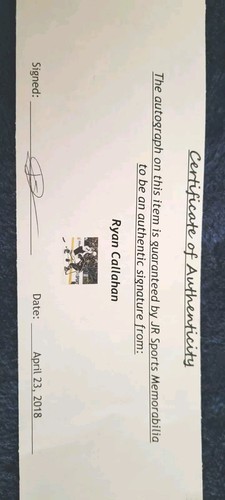 Certificate of Authenticity
The autograph on this item is guaranteed by JR Sports Memorabilia
to be an authentic signature from:
Ryan Callahan
Signed: Date: April 23, 2018